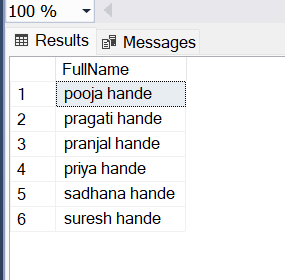 100 %
Results Messages
FullName
1 pooja hande
2 pragati hande
3 pranjal hande
4 priya hande
5 sadhana hande
6 suresh hande